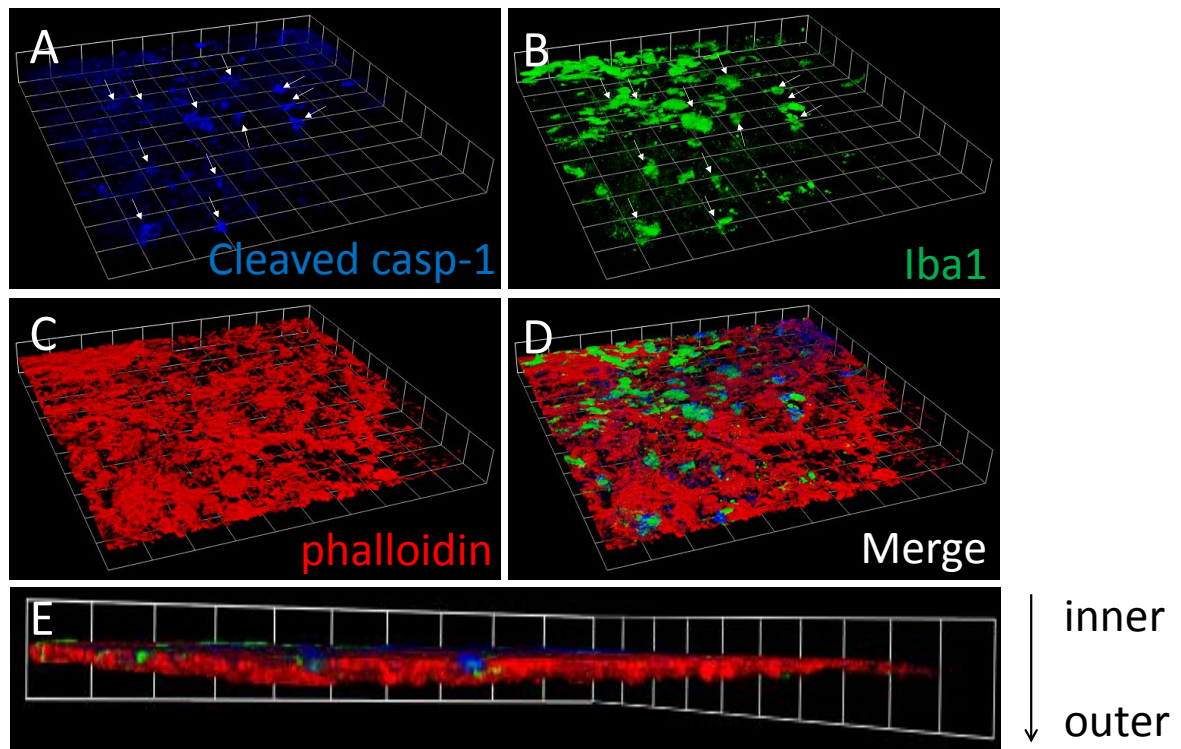 A
Cleaved casp-1
B
Iba1
C
phalloidin
D
Merge
E
inner
outer